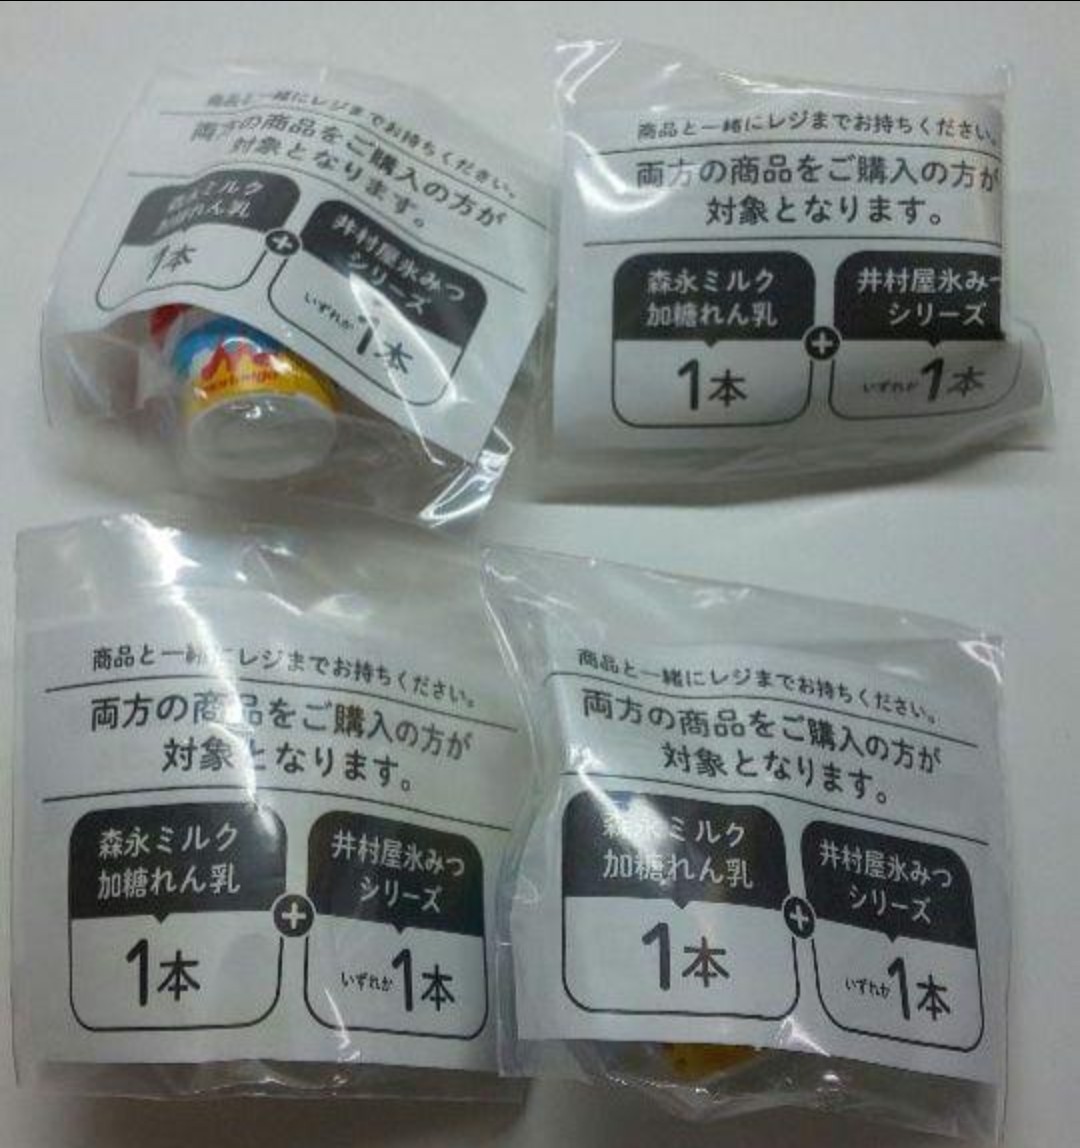 商品と一緒にレジまでお持ちください。
両方の商品をご購入の方が
対象となります。
森永ミルク
加糖れん乳
1本
+
井村屋氷みつ
シリーズ
いずれか1本
商品と一緒にレジまでお持ちください。
両方の商品をご購入の方が
対象となります。
森永ミルク
加糖れん乳
1本
+
井村屋氷みつ
シリーズ
いずれか1本
商品と一緒にレジまでお持ちください。
両方の商品をご購入の方が
対象となります。
森永ミルク
加糖れん乳
1本
+
井村屋氷みつ
シリーズ
いずれか1本
商品と一緒にレジまでお持ちください。
両方の商品をご購入の方が
対象となります。
森永ミルク
加糖れん乳
1本
+
井村屋氷みつ
シリーズ
いずれか1本